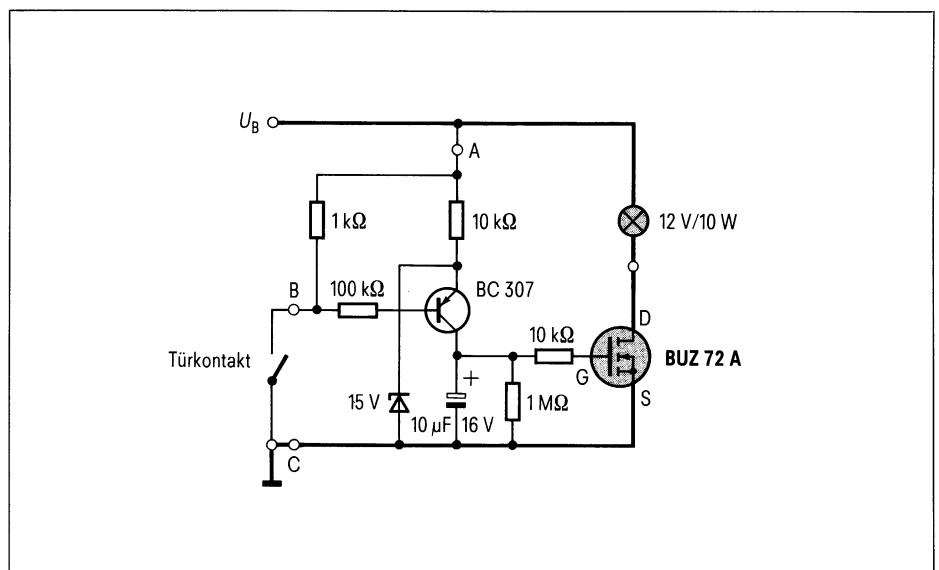 U_B
A
1 kΩ
10 kΩ
12 V/10 W
B
100 kΩ
BC 307
D
Türkontakt
10 kΩ
BUZ 72 A
G
+
S
15 V
10 µF
16 V
1 MΩ
C